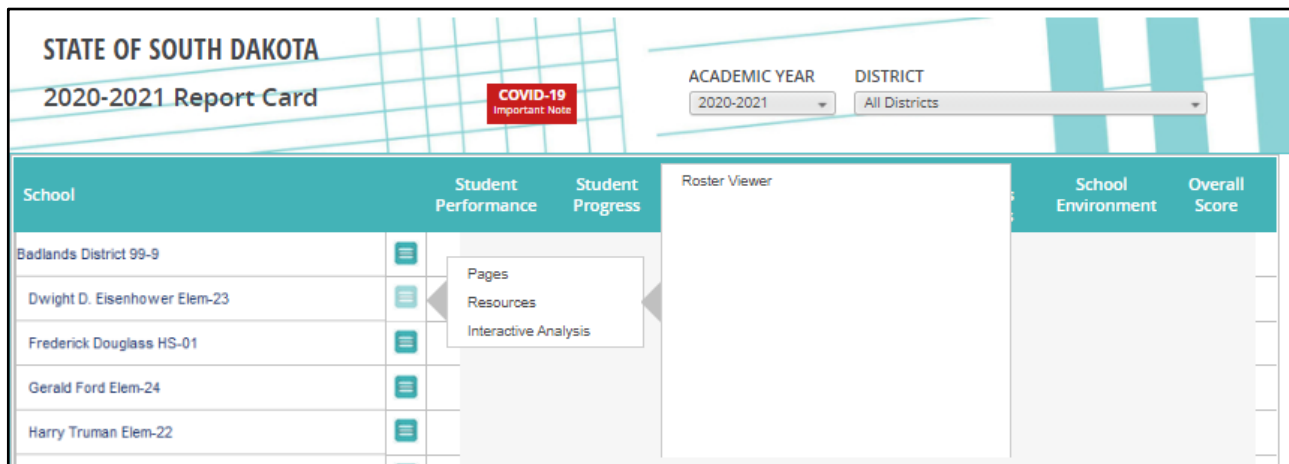 STATE OF SOUTH DAKOTA
2020-2021 Report Card
COVID-19
Important Note
ACADEMIC YEAR
DISTRICT
2020-2021
All Districts
School
Student
Performance
Student
Progress
Roster Viewer
School
Environment
Overall
Score
Badlands District 99-9
Dwight D. Eisenhower Elem-23
Pages
Resources
Interactive Analysis
Frederick Douglass HS-01
Gerald Ford Elem-24
Harry Truman Elem-22